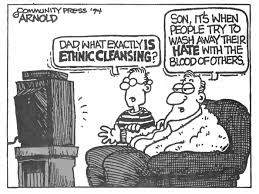 ©COMMUNITY PRESS '94
ARNOLD
DAD, WHAT EXACTLY IS
ETHNIC CLEANSING?
SON, IT'S WHEN
PEOPLE TRY TO
WASH AWAY THEIR
HATE WITH THE
BLOOD OF OTHERS.